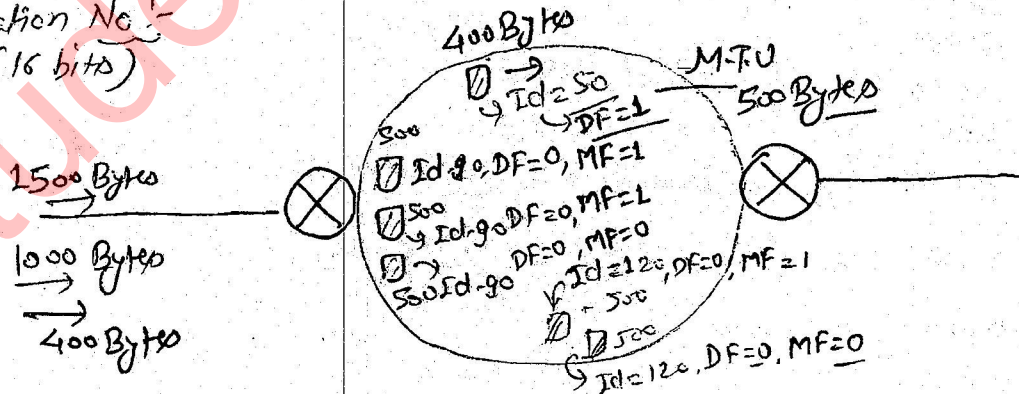 ction No :-
(16 bits)
400 Bytes
Id=50
DF=1
M.T.U
500 Bytes
1500 Bytes
1000 Bytes
400 Bytes
500
Id-90, DF=0, MF=1
500
Id-90 DF=0, MF=1
DF=0, MF=0
500 Id-90
Id=120, DF=0, MF=1
500
500
Id=120, DF=0, MF=0